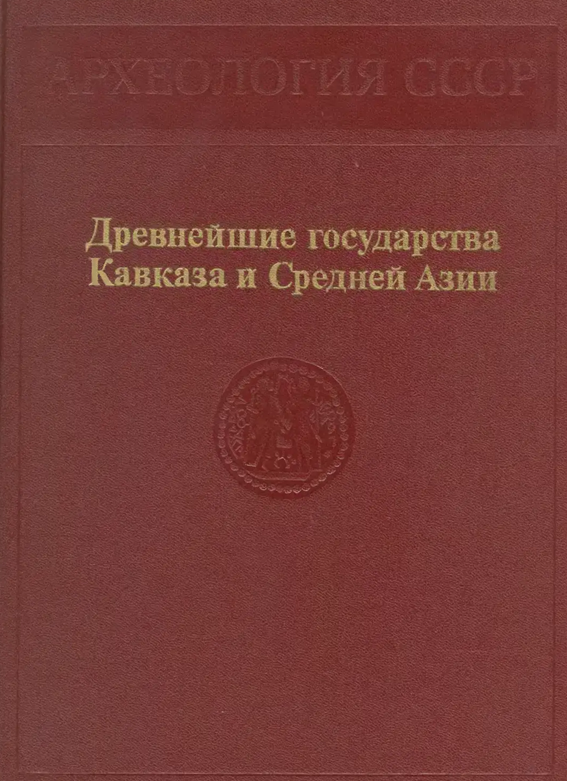 АРХЕОЛОГИЯ СССР
Древнейшие государства
Кавказа и Средней Азии